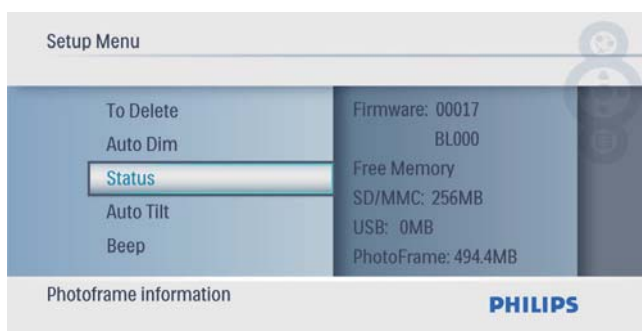 Setup Menu
To Delete
Auto Dim
Status
Auto Tilt
Beep
Firmware: 00017
BL000
Free Memory
SD/MMC: 256MB
USB: 0MB
PhotoFrame: 494.4MB
Photoframe information
PHILIPS